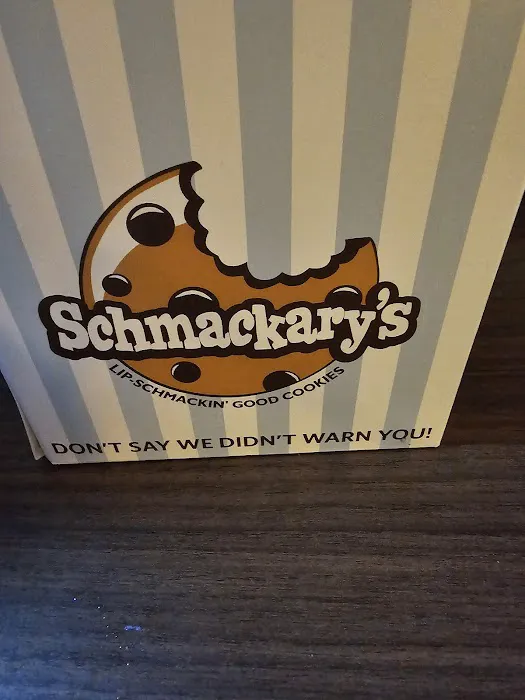 Schmackary's
LIP-SCHMACKIN' GOOD COOKIES
DON'T SAY WE DIDN'T WARN YOU!